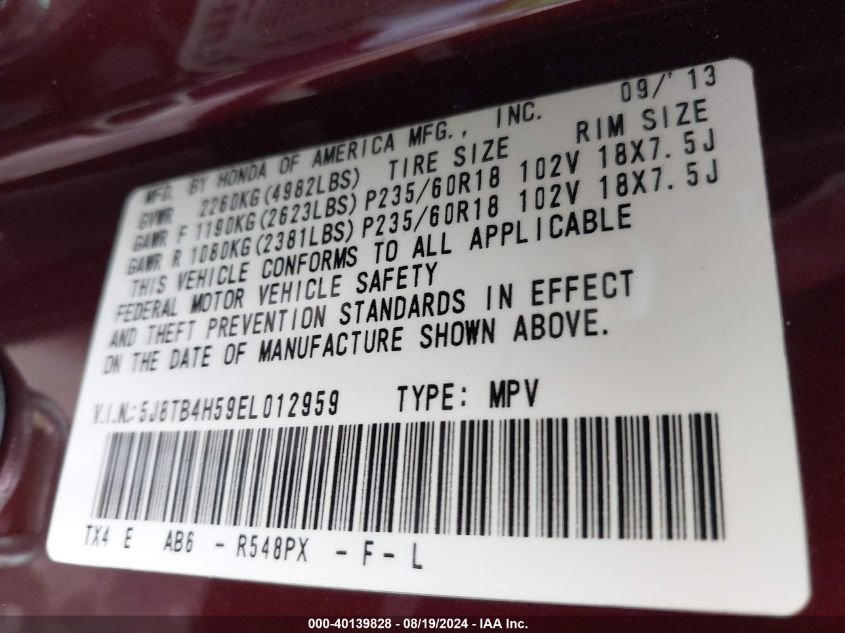 MFD. BY HONDA OF AMERICA MFG., INC. 09/'13
GVWR 2260KG(4982LBS) TIRE SIZE RIM SIZE
GAWR F 1190KG(2623LBS) P235/60R18 102V 18X7.5J
GAWR R 1080KG(2381LBS) P235/60R18 102V 18X7.5J
THIS VEHICLE CONFORMS TO ALL APPLICABLE
FEDERAL MOTOR VEHICLE SAFETY
AND THEFT PREVENTION STANDARDS IN EFFECT
ON THE DATE OF MANUFACTURE SHOWN ABOVE.
V.I.N.:5J8TB4H59EL012959 TYPE: MPV
TX4 E AB6 - R548PX - F - L
000-40139828 - 08/19/2024 - IAA Inc.